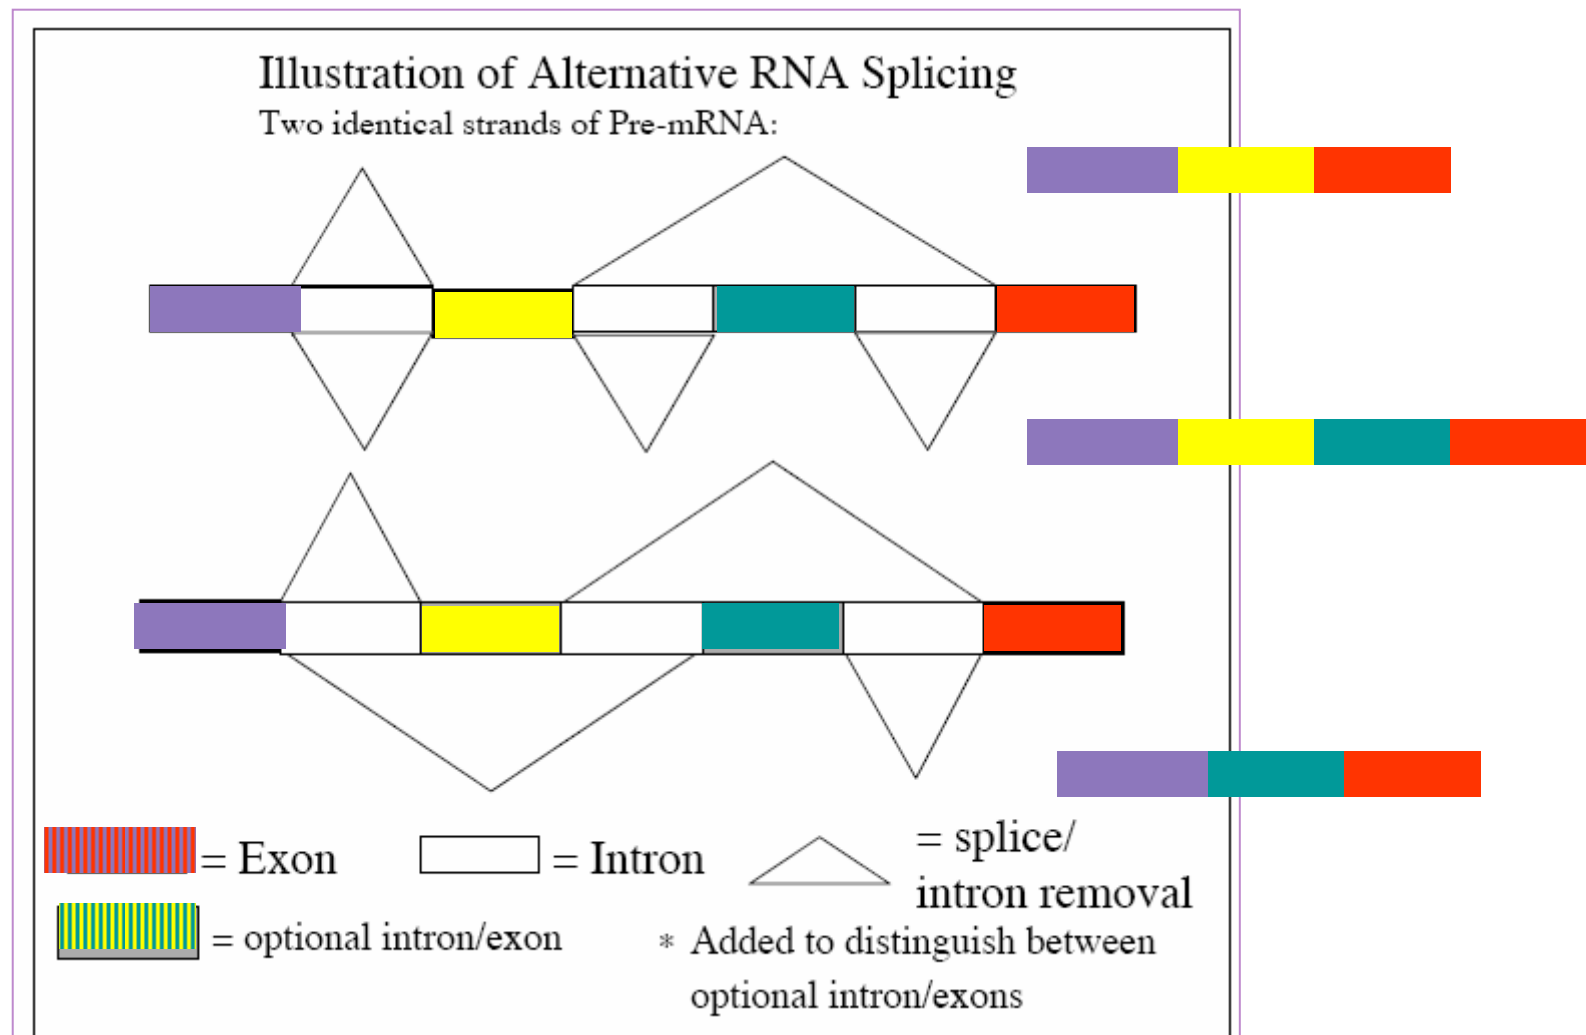 Illustration of Alternative RNA Splicing
Two identical strands of Pre-mRNA:
= Exon
= Intron
= splice/
intron removal
= optional intron/exon
* Added to distinguish between
optional intron/exons